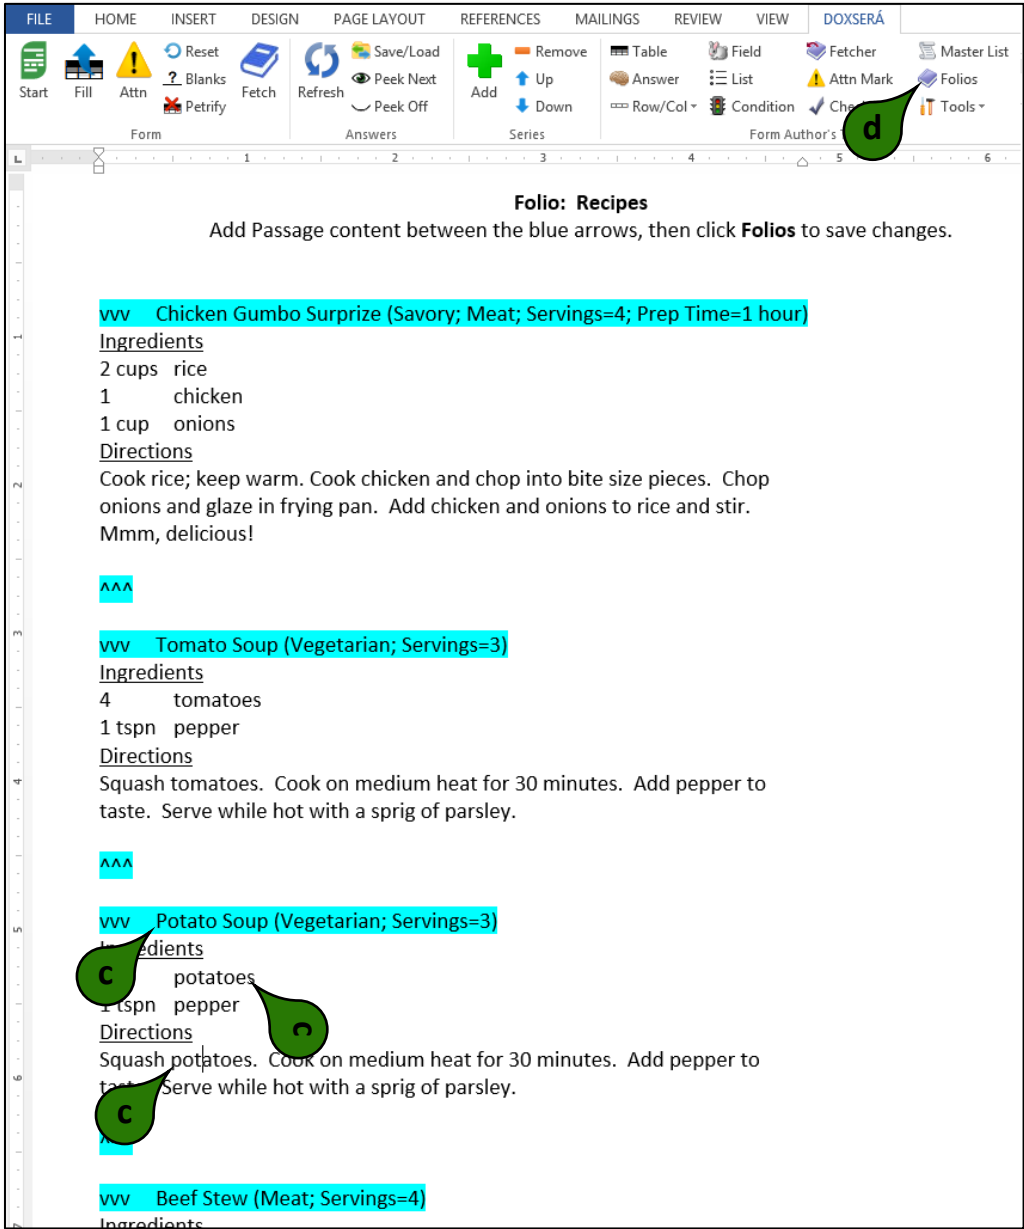 FILE HOME INSERT DESIGN PAGE LAYOUT REFERENCES MAILINGS REVIEW VIEW DOXSERÁ
Reset Save/Load Remove Table Field Fetcher Master List
Blanks Peek Next Up Answer List Attn Mark Folios
Start Fill Attn Fetch Refresh Add
Petrify Peek Off Down Row/Col Condition Tools
Form Answers Series Form Author's
d
1 2 3 4 5 6
Folio: Recipes
Add Passage content between the blue arrows, then click Folios to save changes.
vvv Chicken Gumbo Surprize (Savory; Meat; Servings=4; Prep Time=1 hour)
Ingredients
2 cups rice
1 chicken
1 cup onions
Directions
Cook rice; keep warm. Cook chicken and chop into bite size pieces. Chop
onions and glaze in frying pan. Add chicken and onions to rice and stir.
Mmm, delicious!
^^^
vvv Tomato Soup (Vegetarian; Servings=3)
Ingredients
4 tomatoes
1 tspn pepper
Directions
Squash tomatoes. Cook on medium heat for 30 minutes. Add pepper to
taste. Serve while hot with a sprig of parsley.
^^^
vvv Potato Soup (Vegetarian; Servings=3)
Ingredients
c
potatoes
1 tspn pepper
c
Directions
Squash potatoes. Cook on medium heat for 30 minutes. Add pepper to
Serve while hot with a sprig of parsley.
c
vvv Beef Stew (Meat; Servings=4)
Ingredients